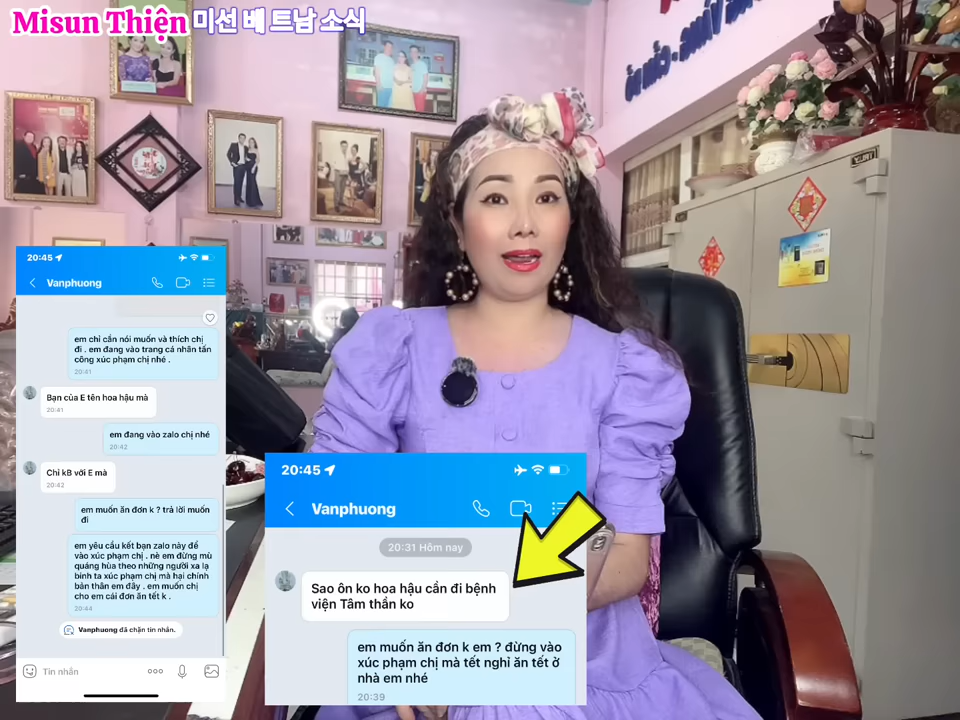 Misun Thiện 미선 베 트남 소식
20:45
Vanphuong
em chỉ cần nói muốn và thích chị
đi . em đang vào trang cá nhân tấn
công xúc phạm chị nhé .
20:41
Bạn của E tên hoa hậu mà
20:41
em đang vào zalo chị nhé
20:42
Chi kB với E mà
20:42
em muốn ăn đơn k ? trả lời muốn
đi
em yêu cầu kết bạn zalo này để
vào xúc phạm chị . nè em đừng mù
quáng hùa theo những người xa lạ
bình ta xúc phạm chị mà hại chính
bản thân em đây . em muốn chị
cho em cái đơn ăn tết k .
20:44
Vanphuong đã chặn tin nhắn.
Tin nhắn
20:45
Vanphuong
20:31 Hôm nay
Sao ôn ko hoa hậu cần đi bệnh
viện Tâm thần ko
em muốn ăn đơn k em ? đừng vào
xúc phạm chị mà tết nghỉ ăn tết ở
nhà em nhé
20:39